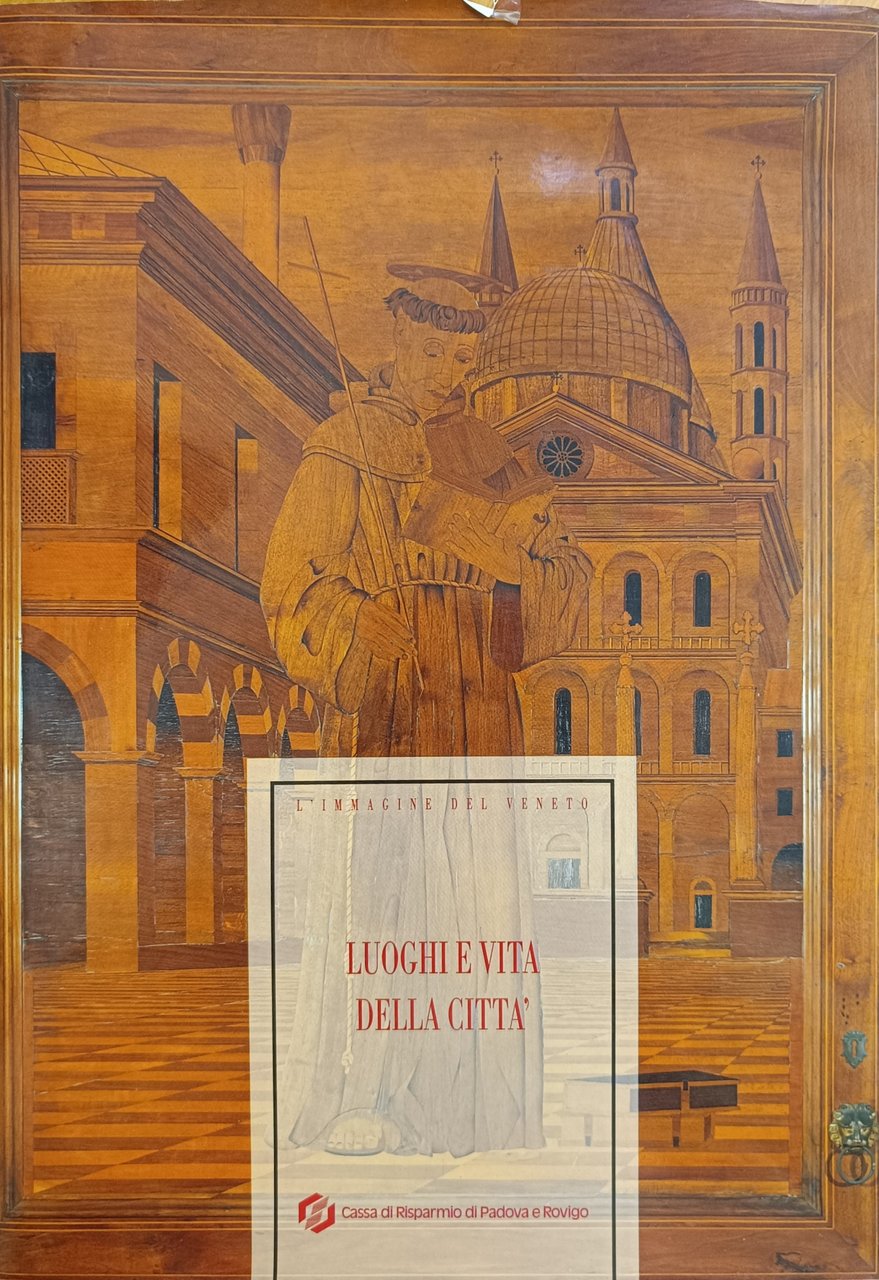 L'IMMAGINE DEL VENETO
LUOGHI E VITA
DELLA CITTA'
Cassa di Risparmio di Padova e Rovigo